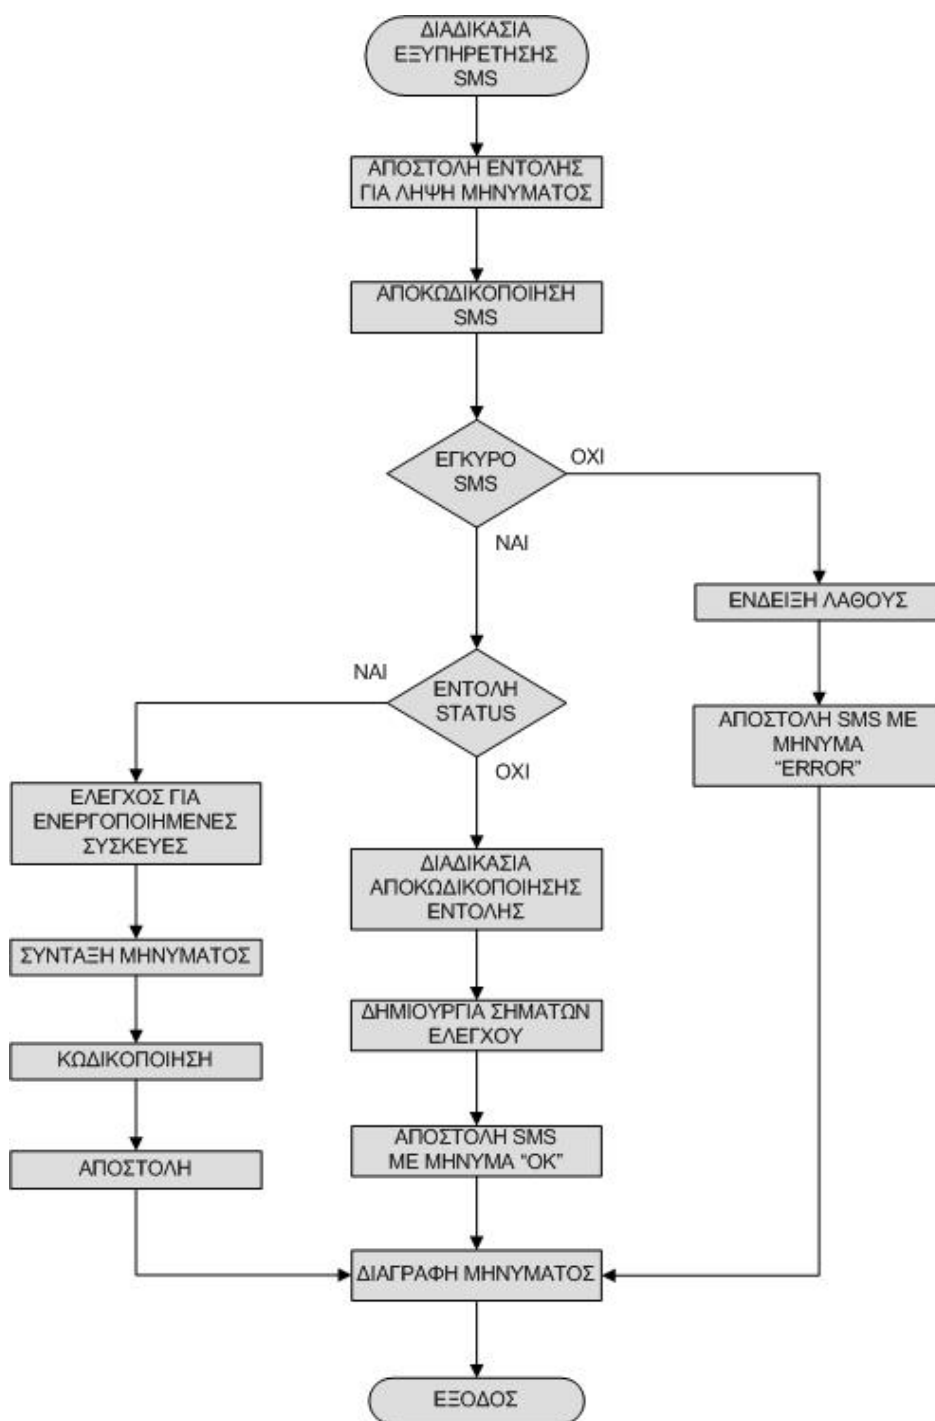 ΔΙΑΔΙΚΑΣΙΑ
ΕΞΥΠΗΡΕΤΗΣΗΣ
SMS
ΑΠΟΣΤΟΛΗ ΕΝΤΟΛΗΣ
ΓΙΑ ΛΗΨΗ ΜΗΝΥΜΑΤΟΣ
ΑΠΟΚΩΔΙΚΟΠΟΙΗΣΗ
SMS
ΕΓΚΥΡΟ
SMS
ΟΧΙ
ΝΑΙ
ΕΝΔΕΙΞΗ ΛΑΘΟΥΣ
ΑΠΟΣΤΟΛΗ SMS ΜΕ
ΜΗΝΥΜΑ
“ERROR”
ΕΝΤΟΛΗ
STATUS
ΝΑΙ
ΟΧΙ
ΕΛΕΓΧΟΣ ΓΙΑ
ΕΝΕΡΓΟΠΟΙΗΜΕΝΕΣ
ΣΥΣΚΕΥΕΣ
ΣΥΝΤΑΞΗ ΜΗΝΥΜΑΤΟΣ
ΚΩΔΙΚΟΠΟΙΗΣΗ
ΑΠΟΣΤΟΛΗ
ΔΙΑΔΙΚΑΣΙΑ
ΑΠΟΚΩΔΙΚΟΠΟΙΗΣΗΣ
ΕΝΤΟΛΗΣ
ΔΗΜΙΟΥΡΓΙΑ ΣΗΜΑΤΩΝ
ΕΛΕΓΧΟΥ
ΑΠΟΣΤΟΛΗ SMS
ΜΕ ΜΗΝΥΜΑ “OK”
ΔΙΑΓΡΑΦΗ ΜΗΝΥΜΑΤΟΣ
ΕΞΟΔΟΣ